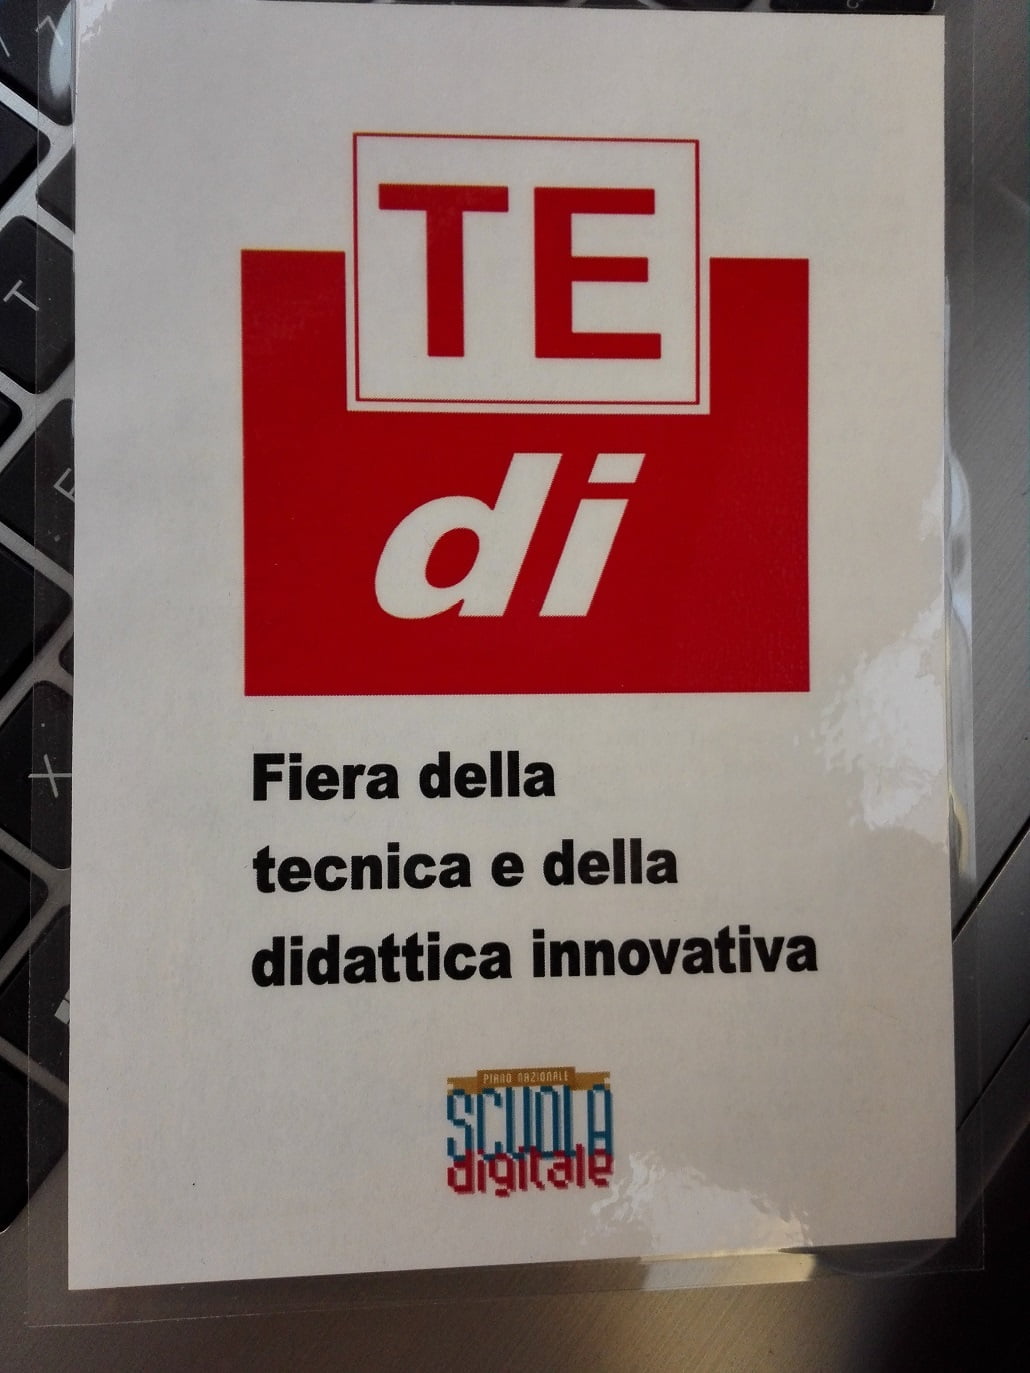 TE
di
Fiera della
tecnica e della
didattica innovativa
PIANO NAZIONALE
SCUOLA
digitale
T
F
X